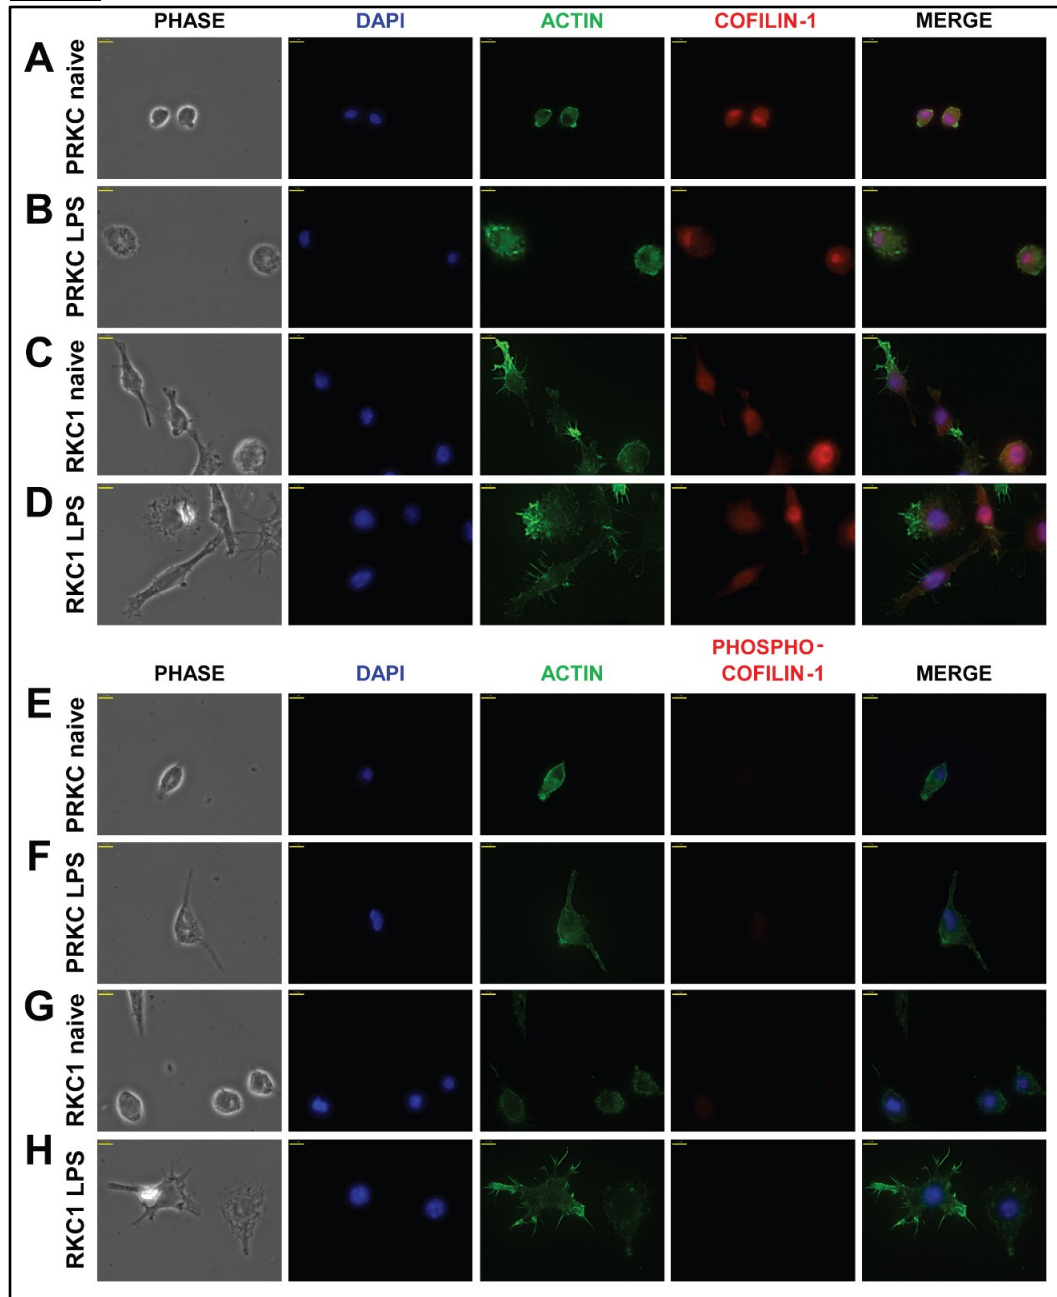 PHASE DAPI ACTIN COFILIN-1 MERGE
A PRKC naive
B PRKC LPS
C RKC1 naive
D RKC1 LPS
PHASE DAPI ACTIN PHOSPHO-
COFILIN-1 MERGE
E PRKC naive
F PRKC LPS
G RKC1 naive
H RKC1 LPS